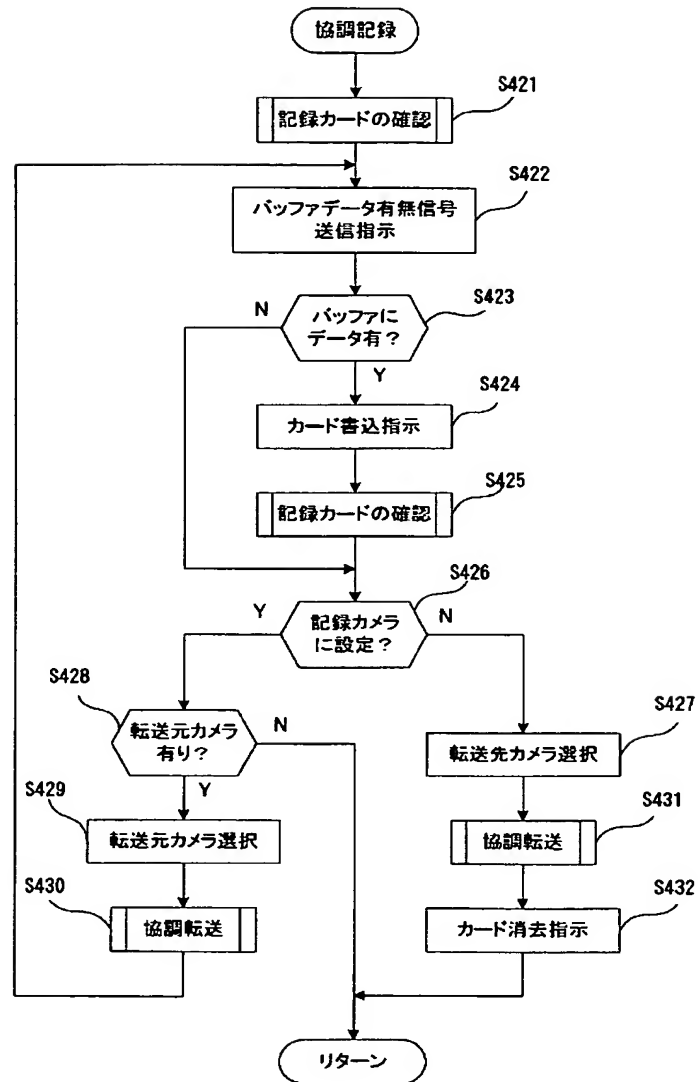 協調記録
S421
記録カードの確認
S422
バッファデータ有無信号
送信指示
S423
N
バッファに
データ有？
Y
S424
カード書込指示
S425
記録カードの確認
S426
Y
記録カメラ
に設定？
N
S428
転送元カメラ
有り？
N
S427
転送先カメラ選択
Y
S429
転送元カメラ選択
S431
協調転送
S430
協調転送
S432
カード消去指示
リターン